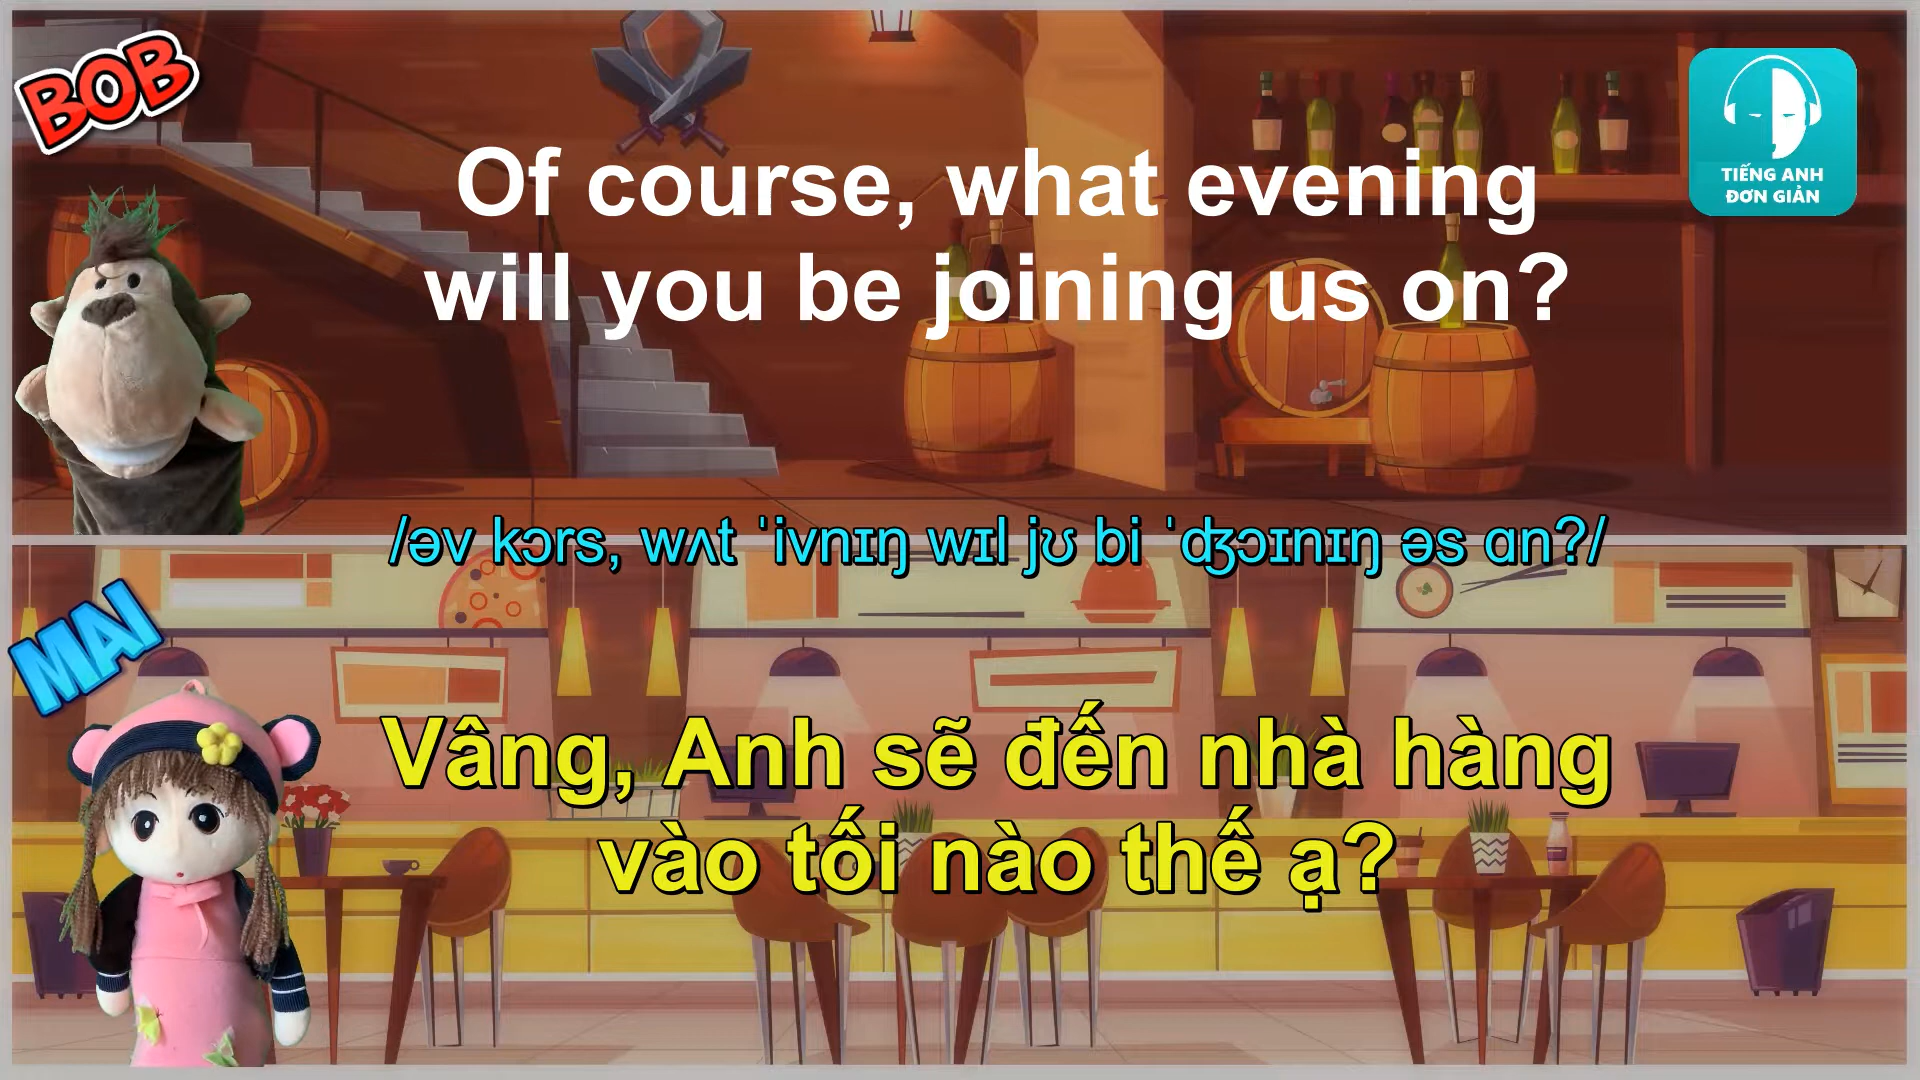 BOB
TIẾNG ANH
ĐƠN GIẢN
Of course, what evening
will you be joining us on?
/əv kɔrs, wʌt ˈivnɪŋ wɪl jʊ bi ˈʤɔɪnɪŋ əs ɑn?/
MAI
Vâng, Anh sẽ đến nhà hàng
vào tối nào thế ạ?